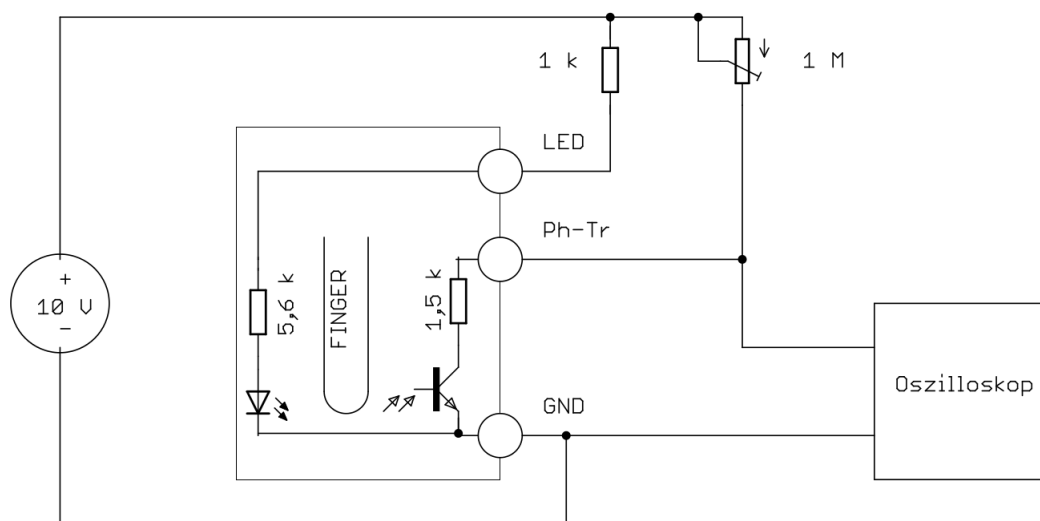 1 k
1 M
LED
Ph-Tr
+
10 V
−
5,6 k
FINGER
1,5 k
Oszilloskop
GND